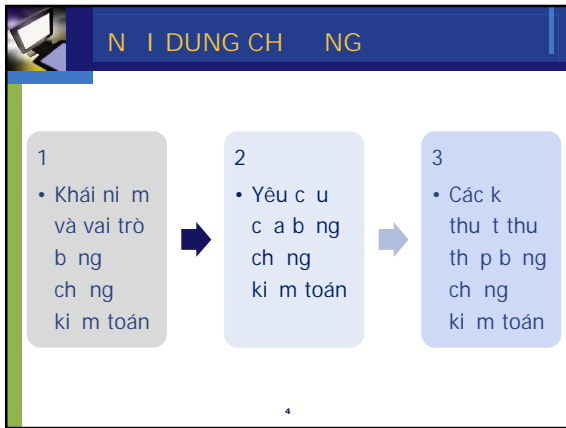 N I DUNG CH NG
1
• Khái ni m
và vai trò
b ng
ch ng
ki m toán
2
• Yêu c u
c a b ng
ch ng
ki m toán
3
• Các k
thu t thu
th p b ng
ch ng
ki m toán
4